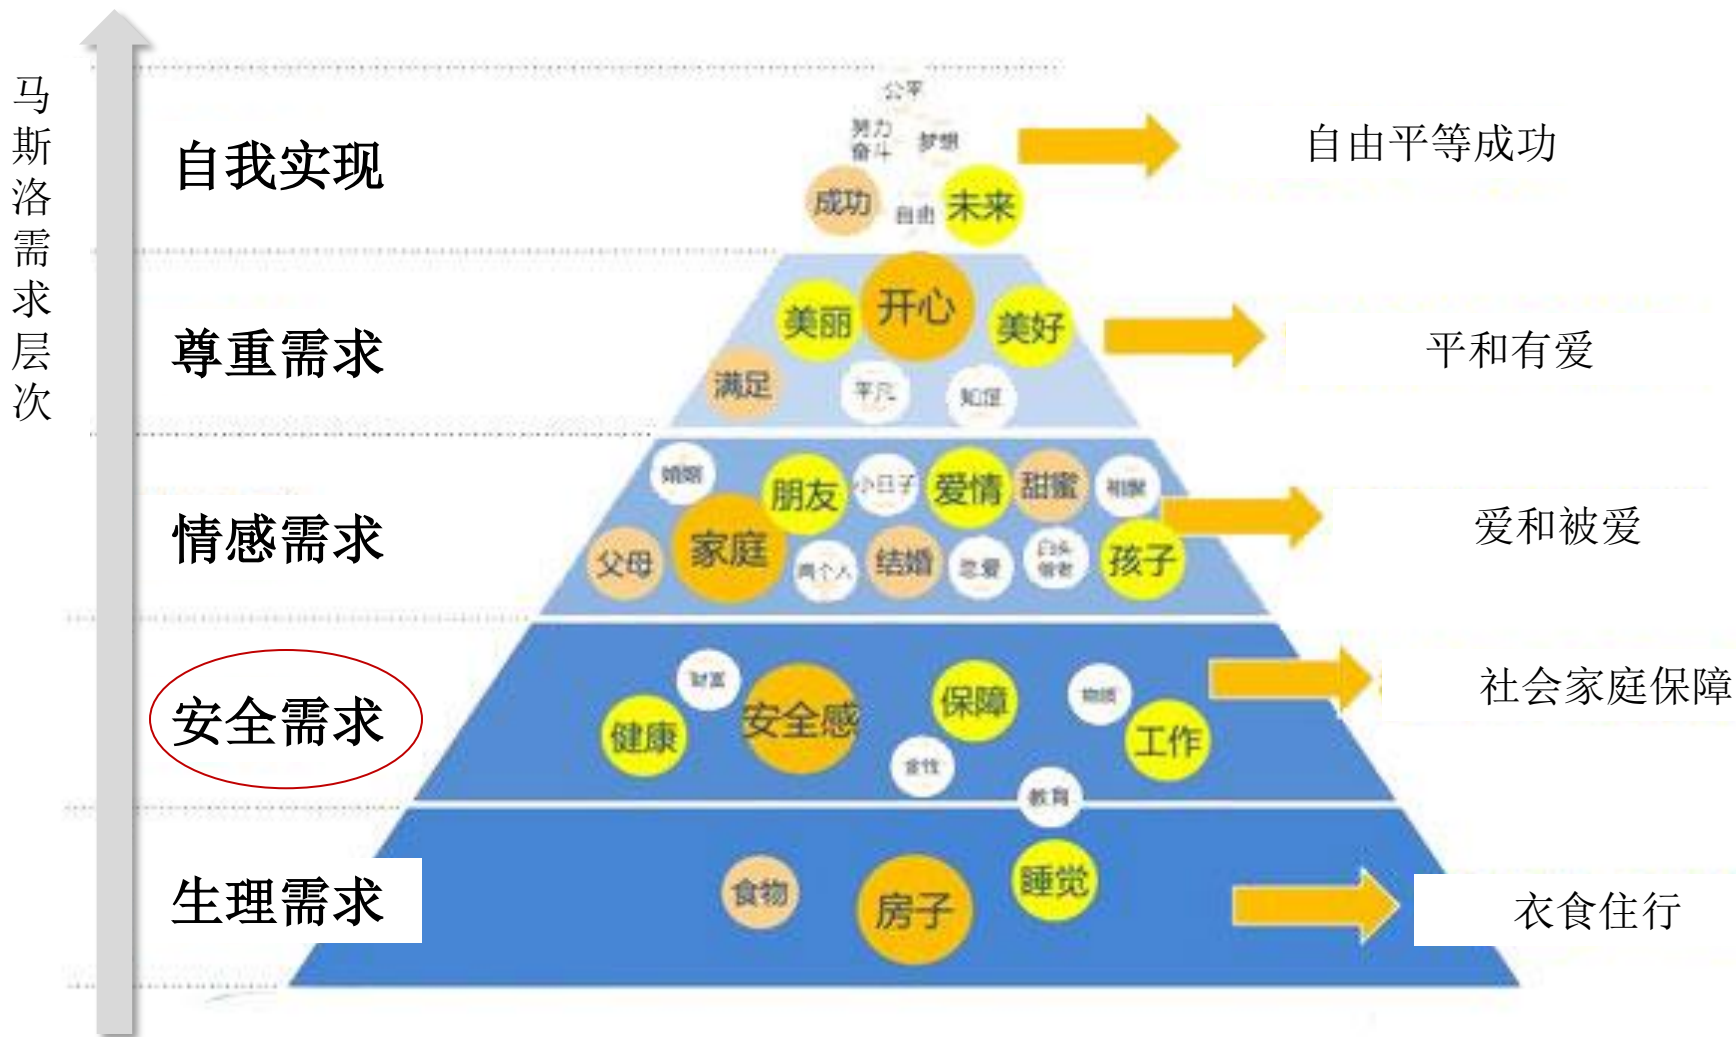 马斯洛需求层次
公平
努力
奋斗
梦想
自我实现
成功
自由
未来
自由平等成功
美丽
开心
美好
尊重需求
平和有爱
满足
平凡
知足
婚姻
朋友
小日子
爱情
甜蜜
情感需求
爱和被爱
父母
家庭
两个人
结婚
恋爱
白头
偕老
孩子
财富
安全感
保障
物质
社会家庭保障
安全需求
健康
工作
教育
食物
房子
睡觉
生理需求
衣食住行